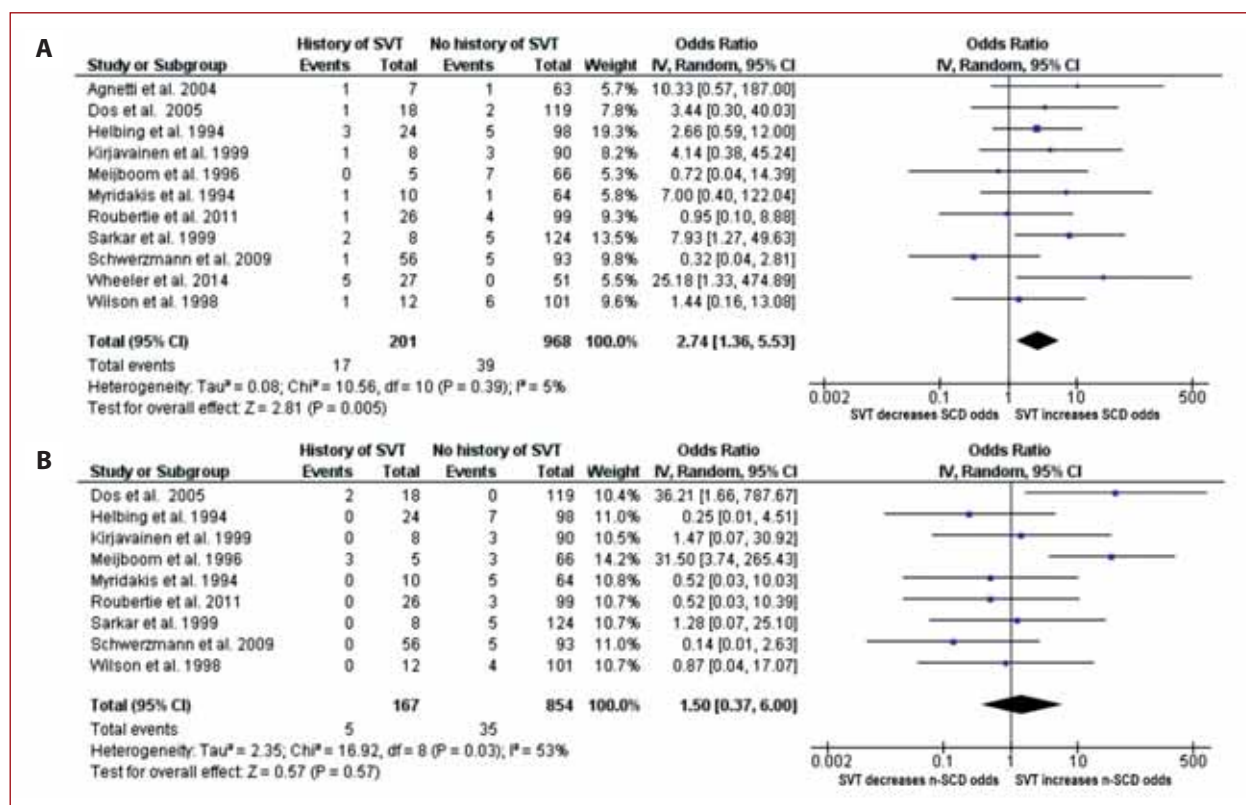 A
History of SVT No history of SVT Odds Ratio Odds Ratio
Study or Subgroup Events Total Events Total Weight IV, Random, 95% CI IV, Random, 95% CI
Agnetti et al. 2004 1 7 1 63 5.7% 10.33 [0.57, 187.00]
Dos et al. 2005 1 18 2 119 7.8% 3.44 [0.30, 40.03]
Helbing et al. 1994 3 24 5 98 19.3% 2.66 [0.59, 12.00]
Kirjavainen et al. 1999 1 8 3 90 8.2% 4.14 [0.38, 45.24]
Meijboom et al. 1996 0 5 7 66 5.3% 0.72 [0.04, 14.39]
Myridakis et al. 1994 1 10 1 64 5.8% 7.00 [0.40, 122.04]
Roubertie et al. 2011 1 26 4 99 9.3% 0.95 [0.10, 8.88]
Sarkar et al. 1999 2 8 5 124 13.5% 7.93 [1.27, 49.63]
Schwerzmann et al. 2009 1 56 5 93 9.8% 0.32 [0.04, 2.81]
Wheeler et al. 2014 5 27 0 51 5.5% 25.18 [1.33, 474.89]
Wilson et al. 1998 1 12 6 101 9.6% 1.44 [0.16, 13.08]
Total (95% CI) 201 968 100.0% 2.74 [1.36, 5.53]
Total events 17 39
Heterogeneity: Tau² = 0.08; Chi² = 10.56, df = 10 (P = 0.39); I² = 5%
Test for overall effect: Z = 2.81 (P = 0.005)
0.002 0.1 1 10 500
SVT decreases SCD odds SVT increases SCD odds
B
History of SVT No history of SVT Odds Ratio Odds Ratio
Study or Subgroup Events Total Events Total Weight IV, Random, 95% CI IV, Random, 95% CI
Dos et al. 2005 2 18 0 119 10.4% 36.21 [1.66, 787.67]
Helbing et al. 1994 0 24 7 98 11.0% 0.25 [0.01, 4.51]
Kirjavainen et al. 1999 0 8 3 90 10.5% 1.47 [0.07, 30.92]
Meijboom et al. 1996 3 5 3 66 14.2% 31.50 [3.74, 265.43]
Myridakis et al. 1994 0 10 5 64 10.8% 0.52 [0.03, 10.03]
Roubertie et al. 2011 0 26 3 99 10.7% 0.52 [0.03, 10.39]
Sarkar et al. 1999 0 8 5 124 10.7% 1.28 [0.07, 25.10]
Schwerzmann et al. 2009 0 56 5 93 11.0% 0.14 [0.01, 2.63]
Wilson et al. 1998 0 12 4 101 10.7% 0.87 [0.04, 17.07]
Total (95% CI) 167 854 100.0% 1.50 [0.37, 6.00]
Total events 5 35
Heterogeneity: Tau² = 2.35; Chi² = 16.92, df = 8 (P = 0.03); I² = 53%
Test for overall effect: Z = 0.57 (P = 0.57)
0.002 0.1 1 10 500
SVT decreases n-SCD odds SVT increases n-SCD odds